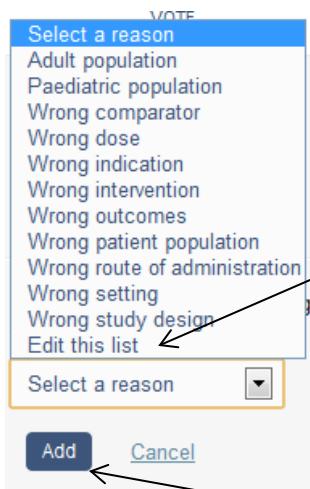 VOTE
Select a reason
Adult population
Paediatric population
Wrong comparator
Wrong dose
Wrong indication
Wrong intervention
Wrong outcomes
Wrong patient population
Wrong route of administration
Wrong setting
Wrong study design
Edit this list
Select a reason
Add Cancel